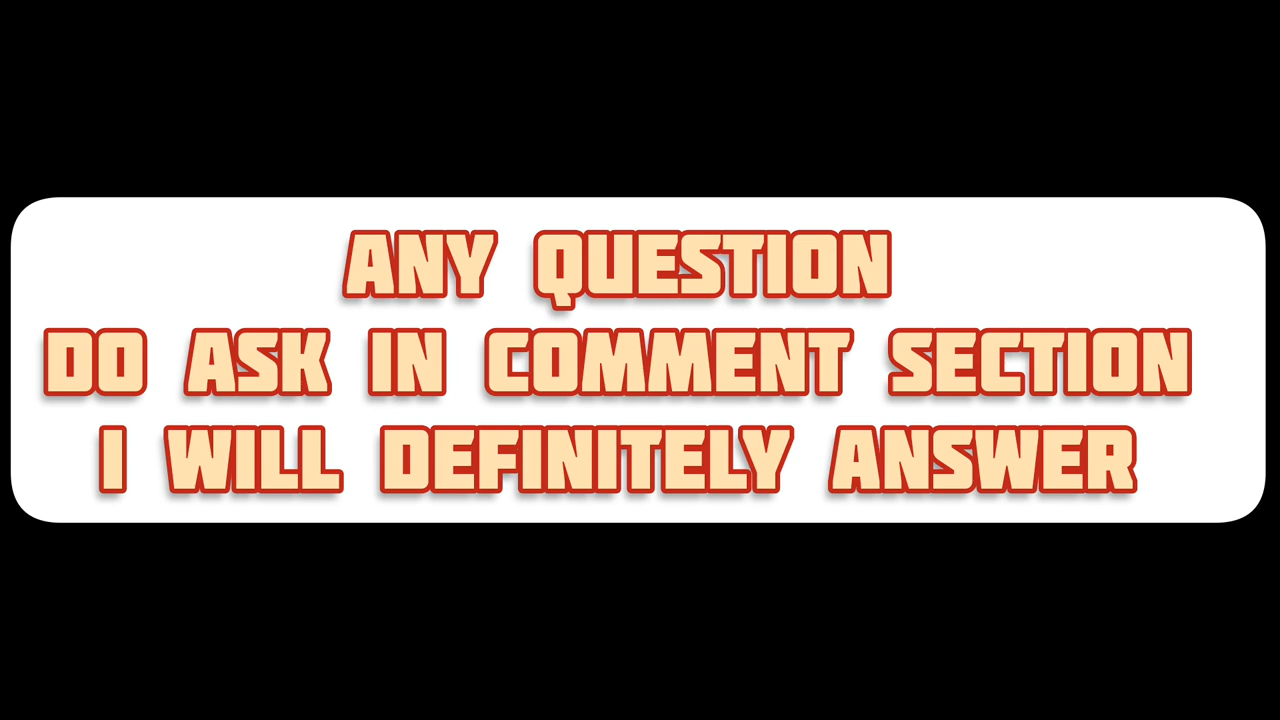 ANY QUESTION
DO ASK IN COMMENT SECTION
I WILL DEFINITELY ANSWER